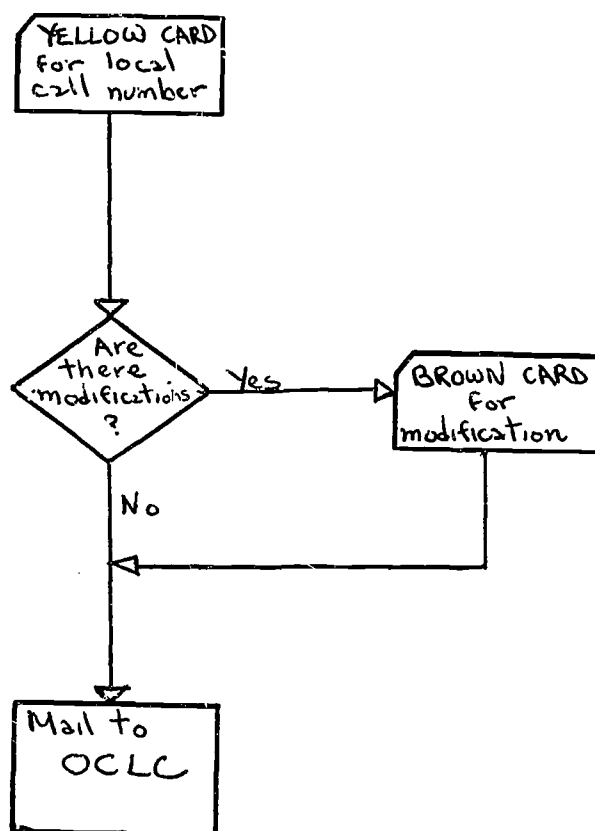 YELLOW CARD
for local
call number
Are
there
modifications
?
Yes
BROWN CARD
for
modification
No
Mail to
OCLC